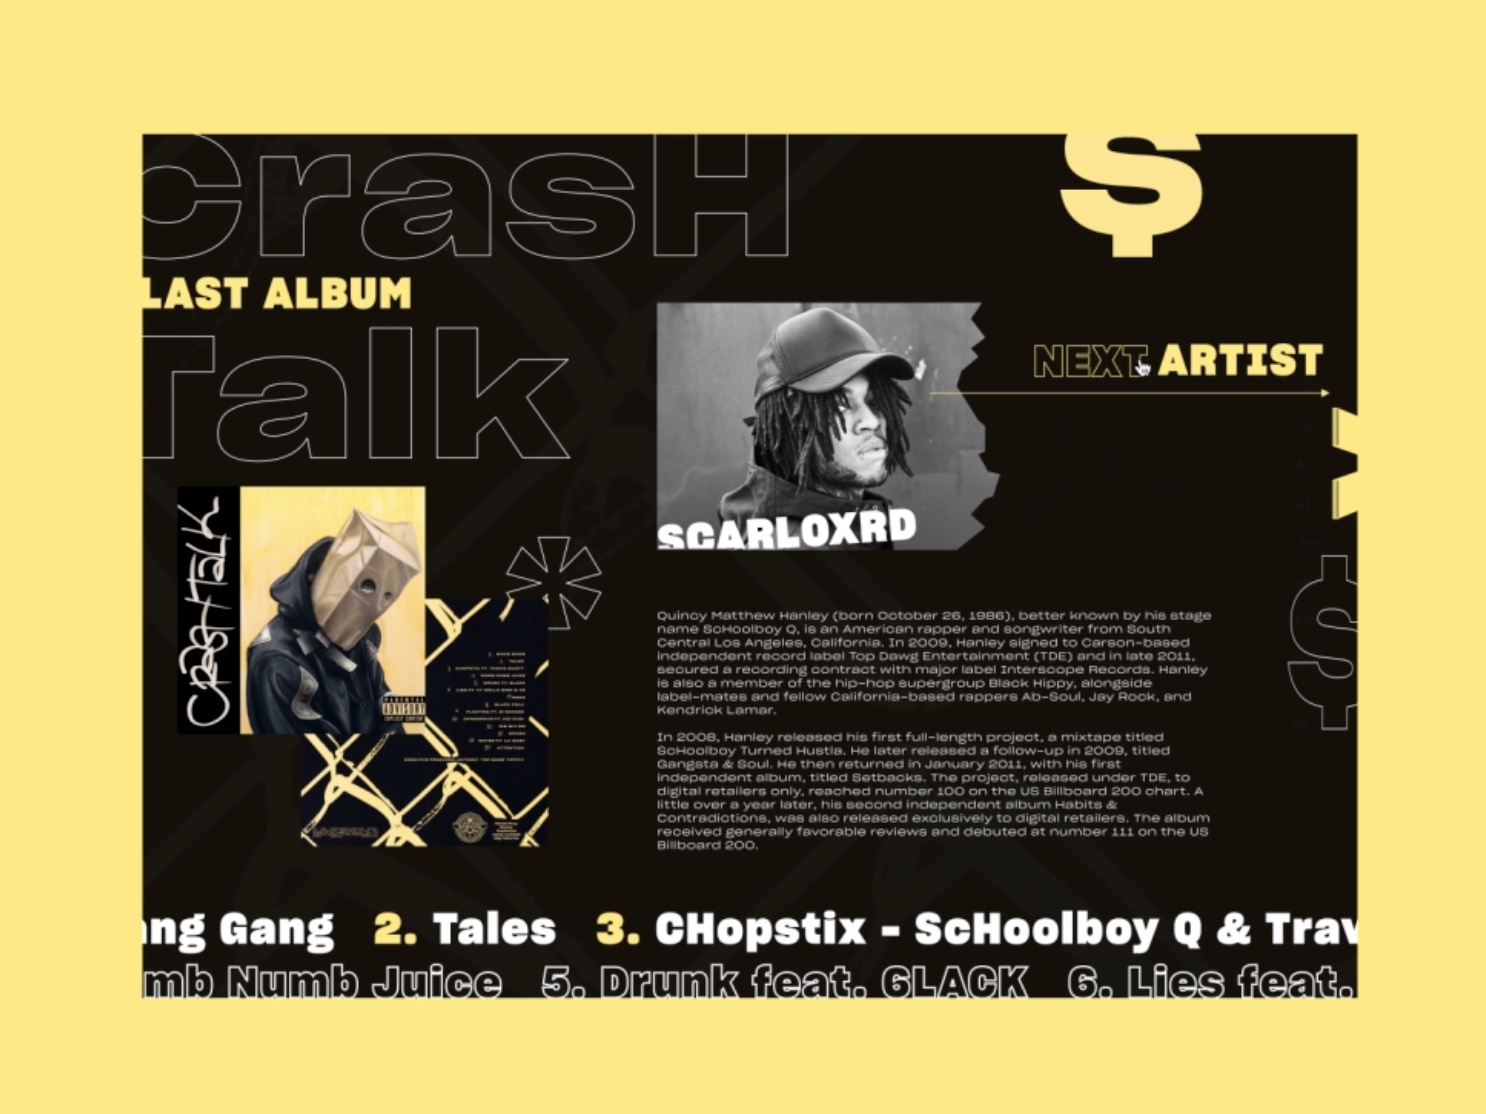 CrasH
$
LAST ALBUM
Talk
NEXT ARTIST
SCARLOXRD
CRasH TaLK
$
PARENTAL
ADVISORY
EXPLICIT CONTENT
Quincy Matthew Hanley (born October 26, 1986), better known by his stage
name ScHoolboy Q, is an American rapper and songwriter from South
Central Los Angeles, California. In 2009, Hanley signed to Carson-based
independent record label Top Dawg Entertainment (TDE) and in late 2011,
secured a recording contract with major label Interscope Records. Hanley
is also a member of the hip-hop supergroup Black Hippy, alongside
label-mates and fellow California-based rappers Ab-Soul, Jay Rock, and
Kendrick Lamar.
In 2008, Hanley released his first full-length project, a mixtape titled
ScHoolboy Turned Hustla. He later released a follow-up in 2009, titled
Gangsta & Soul. He then returned in January 2011, with his first
independent album, titled Setbacks. The project, released under TDE, to
digital retailers only, reached number 100 on the US Billboard 200 chart. A
little over a year later, his second independent album Habits &
Contradictions, was also released exclusively to digital retailers. The album
received generally favorable reviews and debuted at number 111 on the US
Billboard 200.
ang Gang 2. Tales 3. CHopstix - ScHoolboy Q & Trav
mb Numb Juice 5. Drunk feat. 6LACK 6. Lies feat.